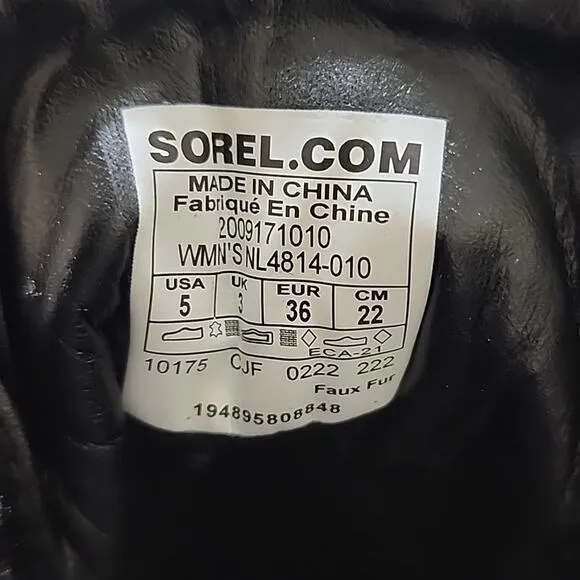 SOREL.COM
MADE IN CHINA
Fabriqué En Chine
2009171010
WMN'S NL4814-010
USA UK EUR CM
5 3 36 22
ECA-21
10175 CJF 0222 222
Faux Fur
194895808848